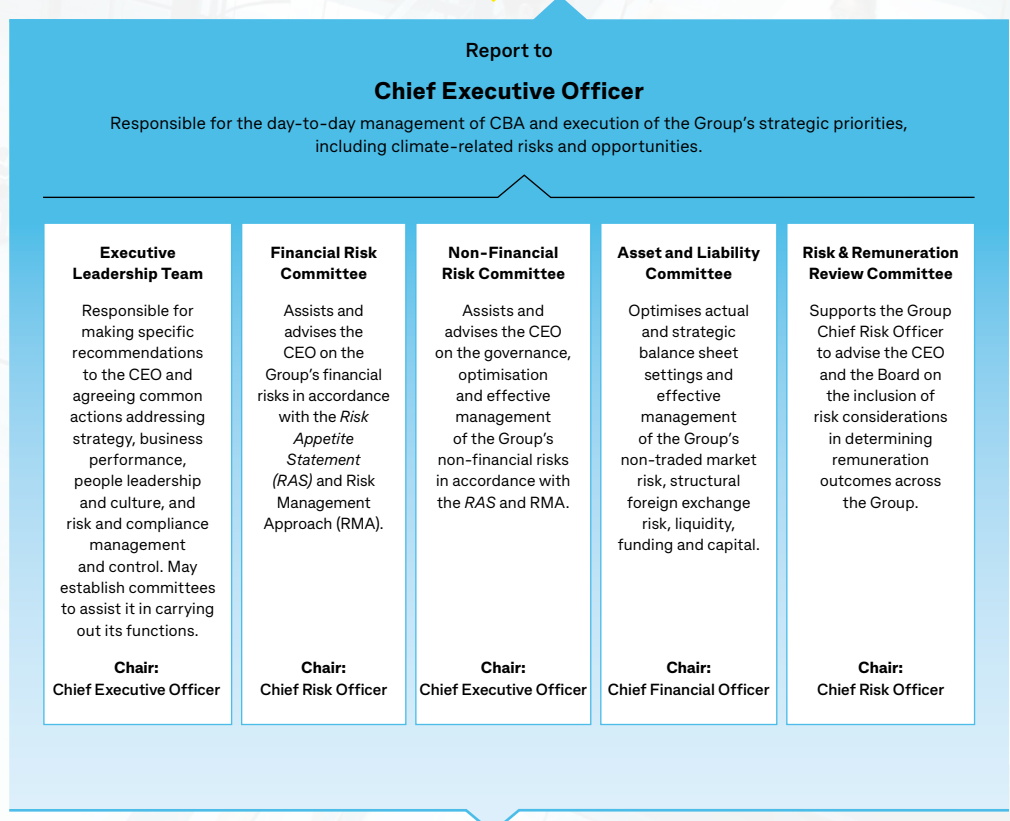 Report to
Chief Executive Officer
Responsible for the day-to-day management of CBA and execution of the Group's strategic priorities,
including climate-related risks and opportunities.
Executive
Leadership Team
Responsible for
making specific
recommendations
to the CEO and
agreeing common
actions addressing
strategy, business
performance,
people leadership
and culture, and
risk and compliance
management
and control. May
establish committees
to assist it in carrying
out its functions.
Chair:
Chief Executive Officer
Financial Risk
Committee
Assists and
advises the
CEO on the
Group's financial
risks in accordance
with the Risk
Appetite
Statement
(RAS) and Risk
Management
Approach (RMA).
Chair:
Chief Risk Officer
Non-Financial
Risk Committee
Assists and
advises the CEO
on the governance,
optimisation
and effective
management
of the Group's
non-financial risks
in accordance with
the RAS and RMA.
Chair:
Chief Executive Officer
Asset and Liability
Committee
Optimises actual
and strategic
balance sheet
settings and
effective
management
of the Group's
non-traded market
risk, structural
foreign exchange
risk, liquidity,
funding and capital.
Chair:
Chief Financial Officer
Risk & Remuneration
Review Committee
Supports the Group
Chief Risk Officer
to advise the CEO
and the Board on
the inclusion of
risk considerations
in determining
remuneration
outcomes across
the Group.
Chair:
Chief Risk Officer